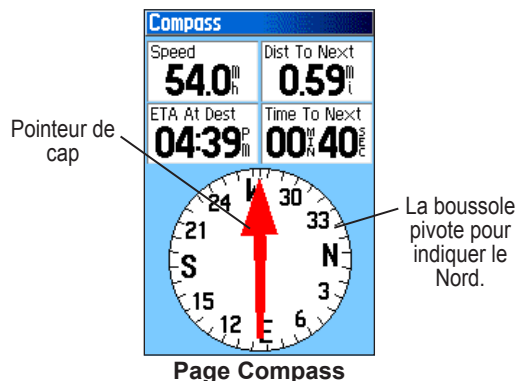 Compass
Speed
Dist To Next
54.0 mh
0.59 mi
ETA At Dest
Time To Next
04:39 PM
00 MIN 40 SEC
Pointeur de
cap
W
24
30
21
33
S
N
15
3
12
E
6
La boussole
pivote pour
indiquer le
Nord.
Page Compass